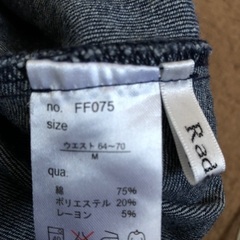 no. FF075
size
ウエスト 64~70
M
qua.
綿 75%
ポリエステル 20%
レーヨン 5%
Rad